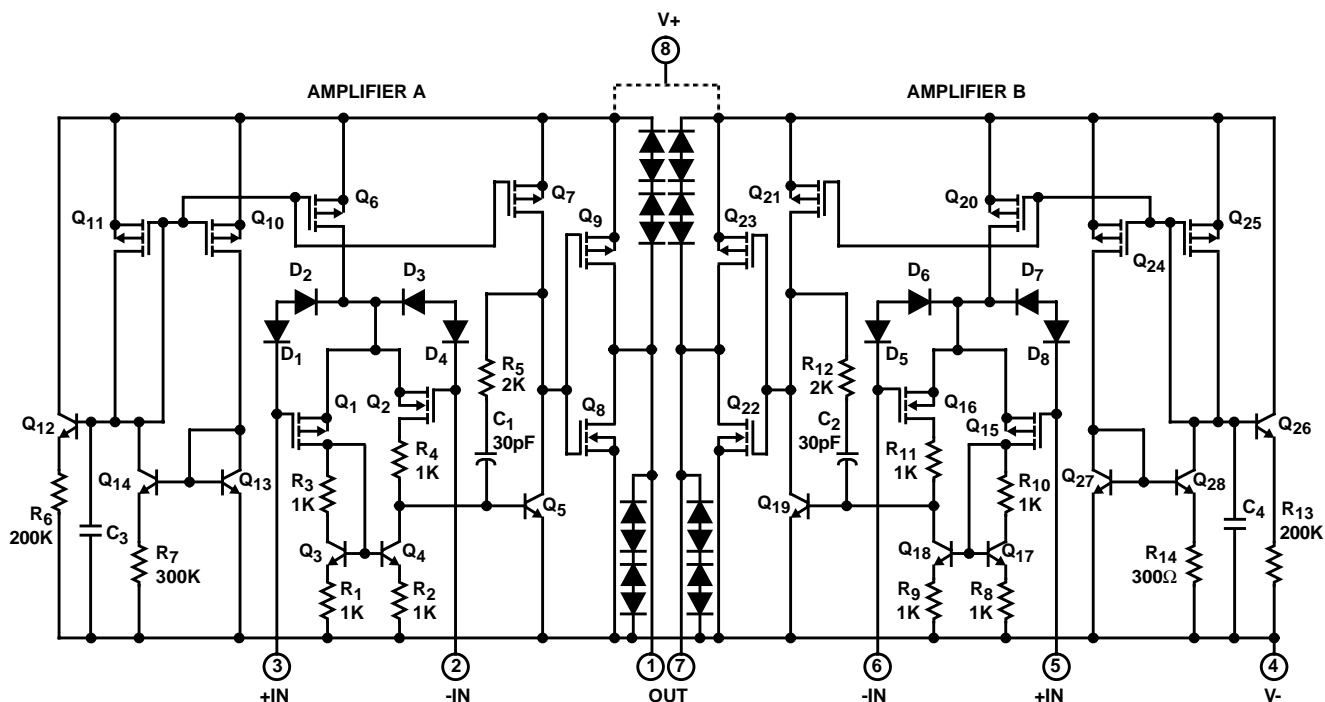 V+
8
AMPLIFIER A
AMPLIFIER B
Q11
Q10
Q6
Q7
Q9
Q23
Q21
Q20
Q24
Q25
D2
D3
D6
D7
D1
D4
D5
D8
R5
2K
R12
2K
Q12
Q1
Q2
C1
30pF
Q8
Q22
C2
30pF
Q16
Q15
Q26
R4
1K
R11
1K
Q14
Q13
R3
1K
Q5
Q19
R10
1K
Q27
Q28
R6
200K
C3
R7
300K
Q3
Q4
Q18
Q17
C4
R13
200K
R14
300Ω
R1
1K
R2
1K
R9
1K
R8
1K
3
2
1
7
6
5
4
+IN
-IN
OUT
-IN
+IN
V-